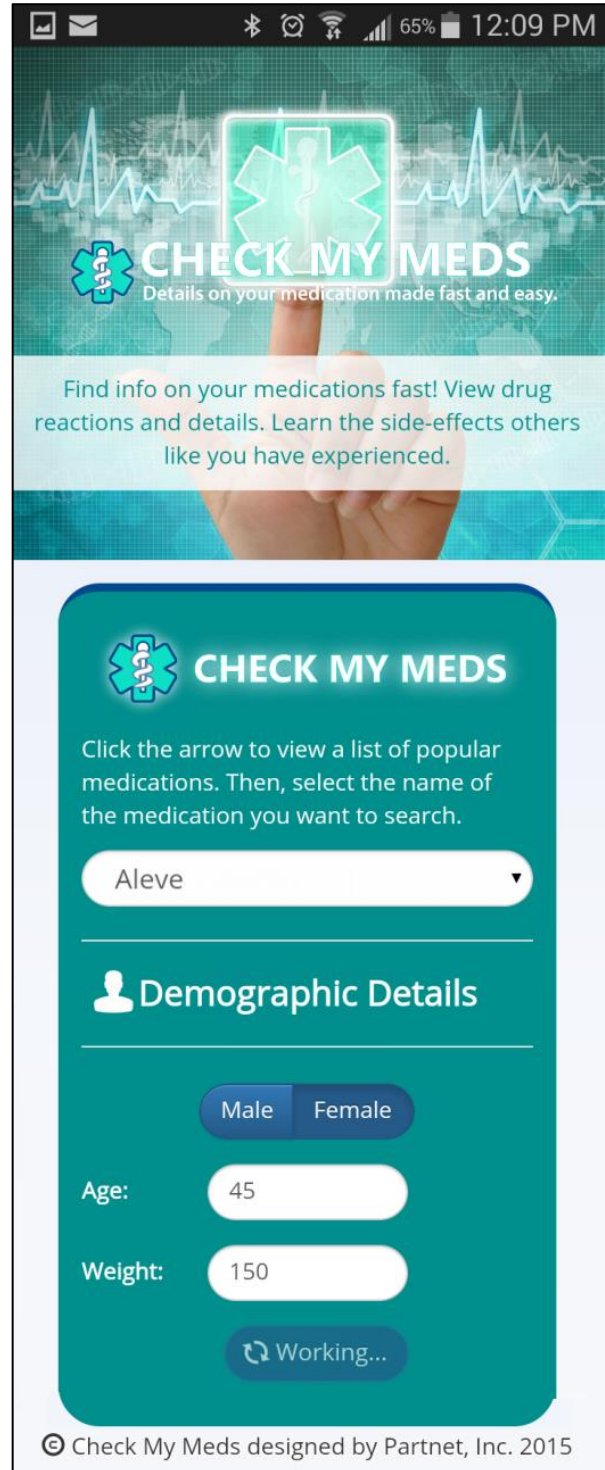 65% 12:09 PM
CHECK MY MEDS
Details on your medication made fast and easy.
Find info on your medications fast! View drug
reactions and details. Learn the side-effects others
like you have experienced.
CHECK MY MEDS
Click the arrow to view a list of popular
medications. Then, select the name of
the medication you want to search.
Aleve
Demographic Details
Male Female
Age: 45
Weight: 150
Working...
© Check My Meds designed by Partnet, Inc. 2015